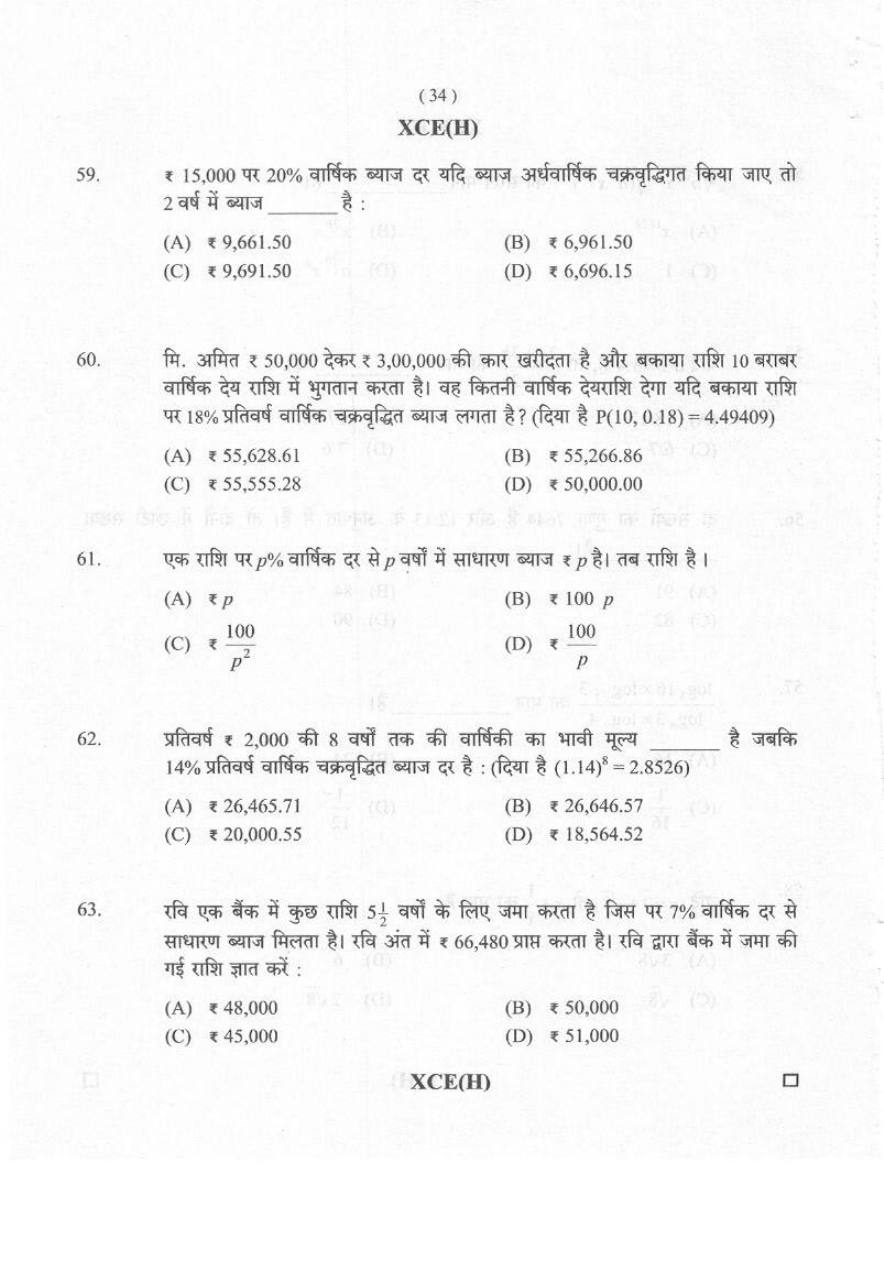 ( 34 )
XCE(H)
59. ₹ 15,000 पर 20% वार्षिक ब्याज दर यदि ब्याज अर्धवार्षिक चक्रवृद्धिगत किया जाए तो
2 वर्ष में ब्याज _______ है :
(A) ₹ 9,661.50 (B) ₹ 6,961.50
(C) ₹ 9,691.50 (D) ₹ 6,696.15
60. मि. अमित ₹ 50,000 देकर ₹ 3,00,000 की कार खरीदता है और बकाया राशि 10 बराबर
वार्षिक देय राशि में भुगतान करता है। वह कितनी वार्षिक देयराशि देगा यदि बकाया राशि
पर 18% प्रतिवर्ष वार्षिक चक्रवृद्धित ब्याज लगता है? (दिया है P(10, 0.18) = 4.49409)
(A) ₹ 55,628.61 (B) ₹ 55,266.86
(C) ₹ 55,555.28 (D) ₹ 50,000.00
61. एक राशि पर p% वार्षिक दर से p वर्षों में साधारण ब्याज ₹ p है। तब राशि है ।
(A) ₹ p (B) ₹ 100 p
(C) ₹ 100/p² (D) ₹ 100/p
62. प्रतिवर्ष ₹ 2,000 की 8 वर्षों तक की वार्षिकी का भावी मूल्य _______ है जबकि
14% प्रतिवर्ष वार्षिक चक्रवृद्धित ब्याज दर है : (दिया है (1.14)⁸ = 2.8526)
(A) ₹ 26,465.71 (B) ₹ 26,646.57
(C) ₹ 20,000.55 (D) ₹ 18,564.52
63. रवि एक बैंक में कुछ राशि 5½ वर्षों के लिए जमा करता है जिस पर 7% वार्षिक दर से
साधारण ब्याज मिलता है। रवि अंत में ₹ 66,480 प्राप्त करता है। रवि द्वारा बैंक में जमा की
गई राशि ज्ञात करें :
(A) ₹ 48,000 (B) ₹ 50,000
(C) ₹ 45,000 (D) ₹ 51,000
XCE(H)